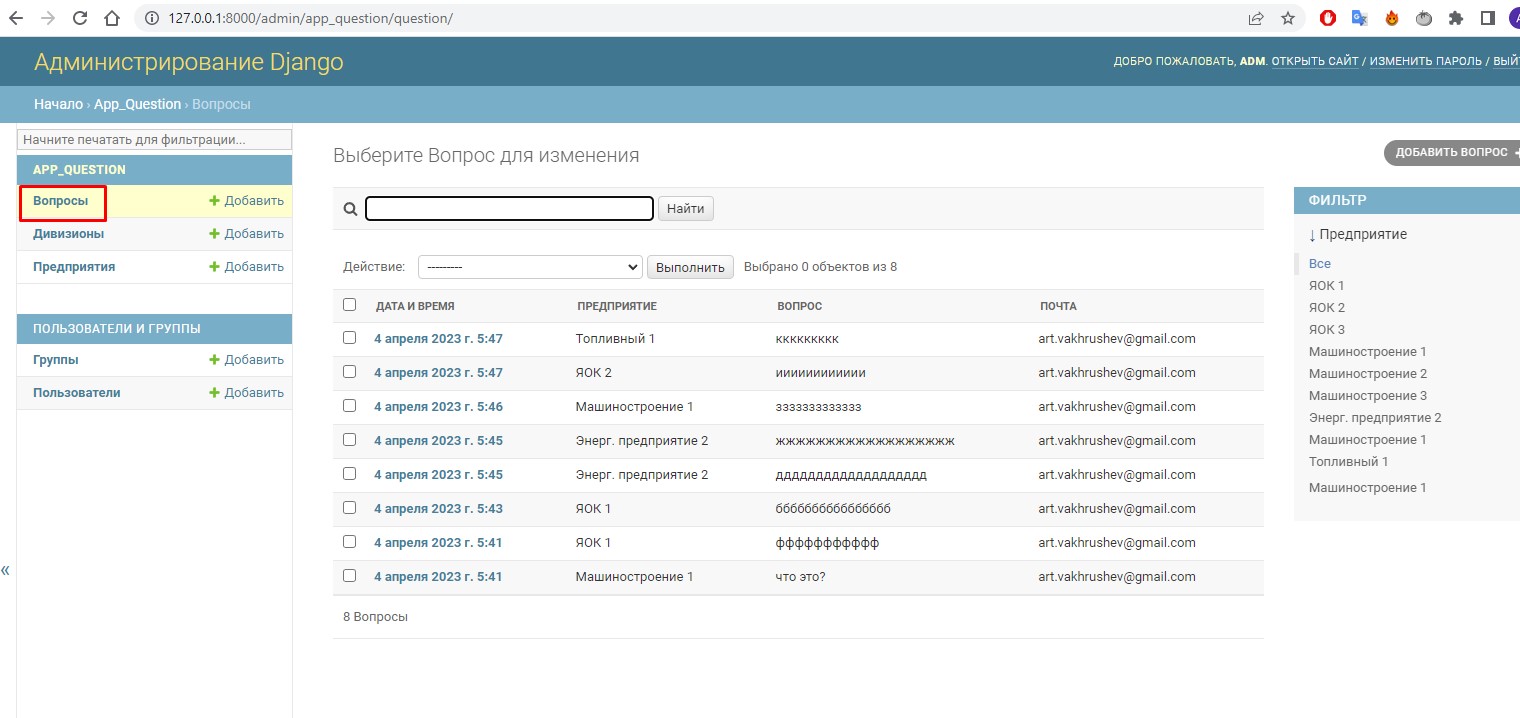 127.0.0.1:8000/admin/app_question/question/
Администрирование Django
ДОБРО ПОЖАЛОВАТЬ, ADM. ОТКРЫТЬ САЙТ / ИЗМЕНИТЬ ПАРОЛЬ /
Начало › App_Question › Вопросы
Начните печатать для фильтрации...
APP_QUESTION
Вопросы + Добавить
Дивизионы + Добавить
Предприятия + Добавить
ПОЛЬЗОВАТЕЛИ И ГРУППЫ
Группы + Добавить
Пользователи + Добавить
«
Выберите Вопрос для изменения
ДОБАВИТЬ ВОПРОС +
Найти
Действие: --------- Выполнить Выбрано 0 объектов из 8
ДАТА И ВРЕМЯ ПРЕДПРИЯТИЕ ВОПРОС ПОЧТА
4 апреля 2023 г. 5:47 Топливный 1 ккккккккк art.vakhrushev@gmail.com
4 апреля 2023 г. 5:47 ЯОК 2 ииииииииииии art.vakhrushev@gmail.com
4 апреля 2023 г. 5:46 Машиностроение 1 ззззззззззззз art.vakhrushev@gmail.com
4 апреля 2023 г. 5:45 Энерг. предприятие 2 жжжжжжжжжжжжжжжжжж art.vakhrushev@gmail.com
4 апреля 2023 г. 5:45 Энерг. предприятие 2 ддддддддддддддддддд art.vakhrushev@gmail.com
4 апреля 2023 г. 5:43 ЯОК 1 ббббббббббббббб art.vakhrushev@gmail.com
4 апреля 2023 г. 5:41 ЯОК 1 ффффффффффф art.vakhrushev@gmail.com
4 апреля 2023 г. 5:41 Машиностроение 1 что это? art.vakhrushev@gmail.com
8 Вопросы
ФИЛЬТР
↓ Предприятие
Все
ЯОК 1
ЯОК 2
ЯОК 3
Машиностроение 1
Машиностроение 2
Машиностроение 3
Энерг. предприятие 2
Машиностроение 1
Топливный 1
Машиностроение 1